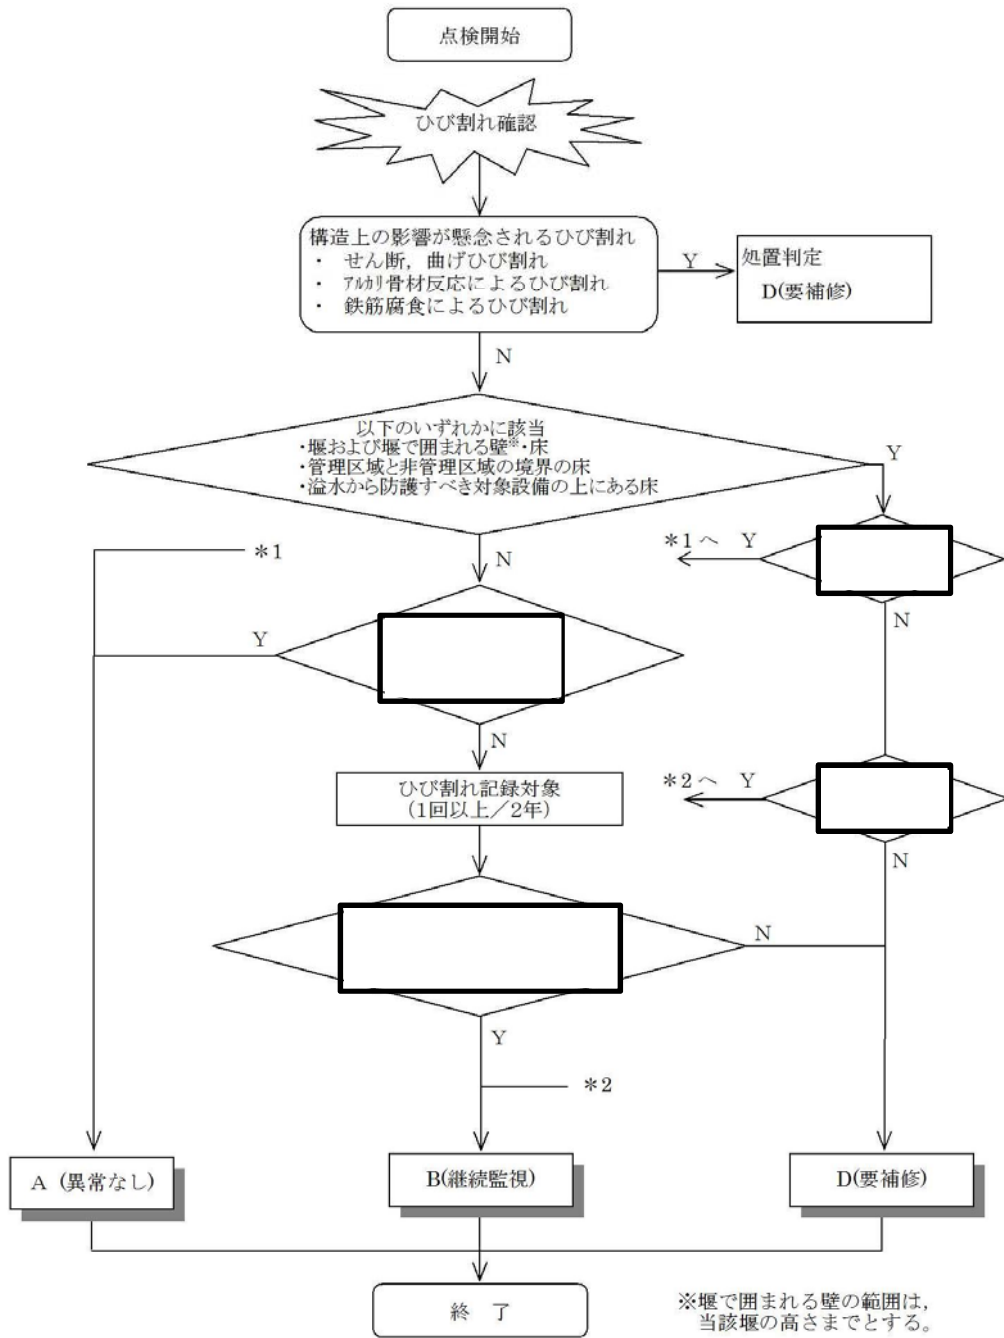 点検開始
ひび割れ確認
構造上の影響が懸念されるひび割れ
・ せん断，曲げひび割れ
・ ｱﾙｶﾘ骨材反応によるひび割れ
・ 鉄筋腐食によるひび割れ
Y
処置判定
D(要補修)
N
以下のいずれかに該当
・堰および堰で囲まれる壁※・床
・管理区域と非管理区域の境界の床
・溢水から防護すべき対象設備の上にある床
Y
＊1
N
＊1へ Y
N
Y
N
ひび割れ記録対象
(1回以上／2年)
＊2へ Y
N
N
Y
＊2
A (異常なし)
B(継続監視)
D(要補修)
終 了
※堰で囲まれる壁の範囲は，
当該堰の高さまでとする。